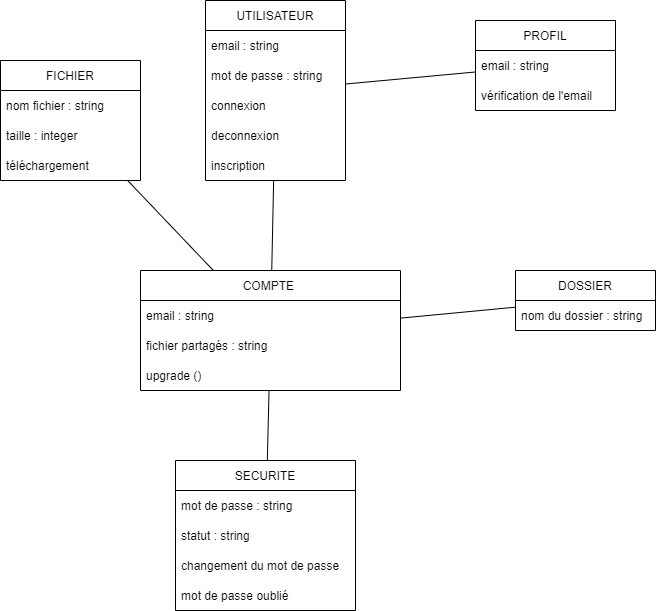 UTILISATEUR
email : string
mot de passe : string
connexion
deconnexion
inscription
PROFIL
email : string
vérification de l'email
FICHIER
nom fichier : string
taille : integer
téléchargement
COMPTE
email : string
fichier partagés : string
upgrade ()
DOSSIER
nom du dossier : string
SECURITE
mot de passe : string
statut : string
changement du mot de passe
mot de passe oublié